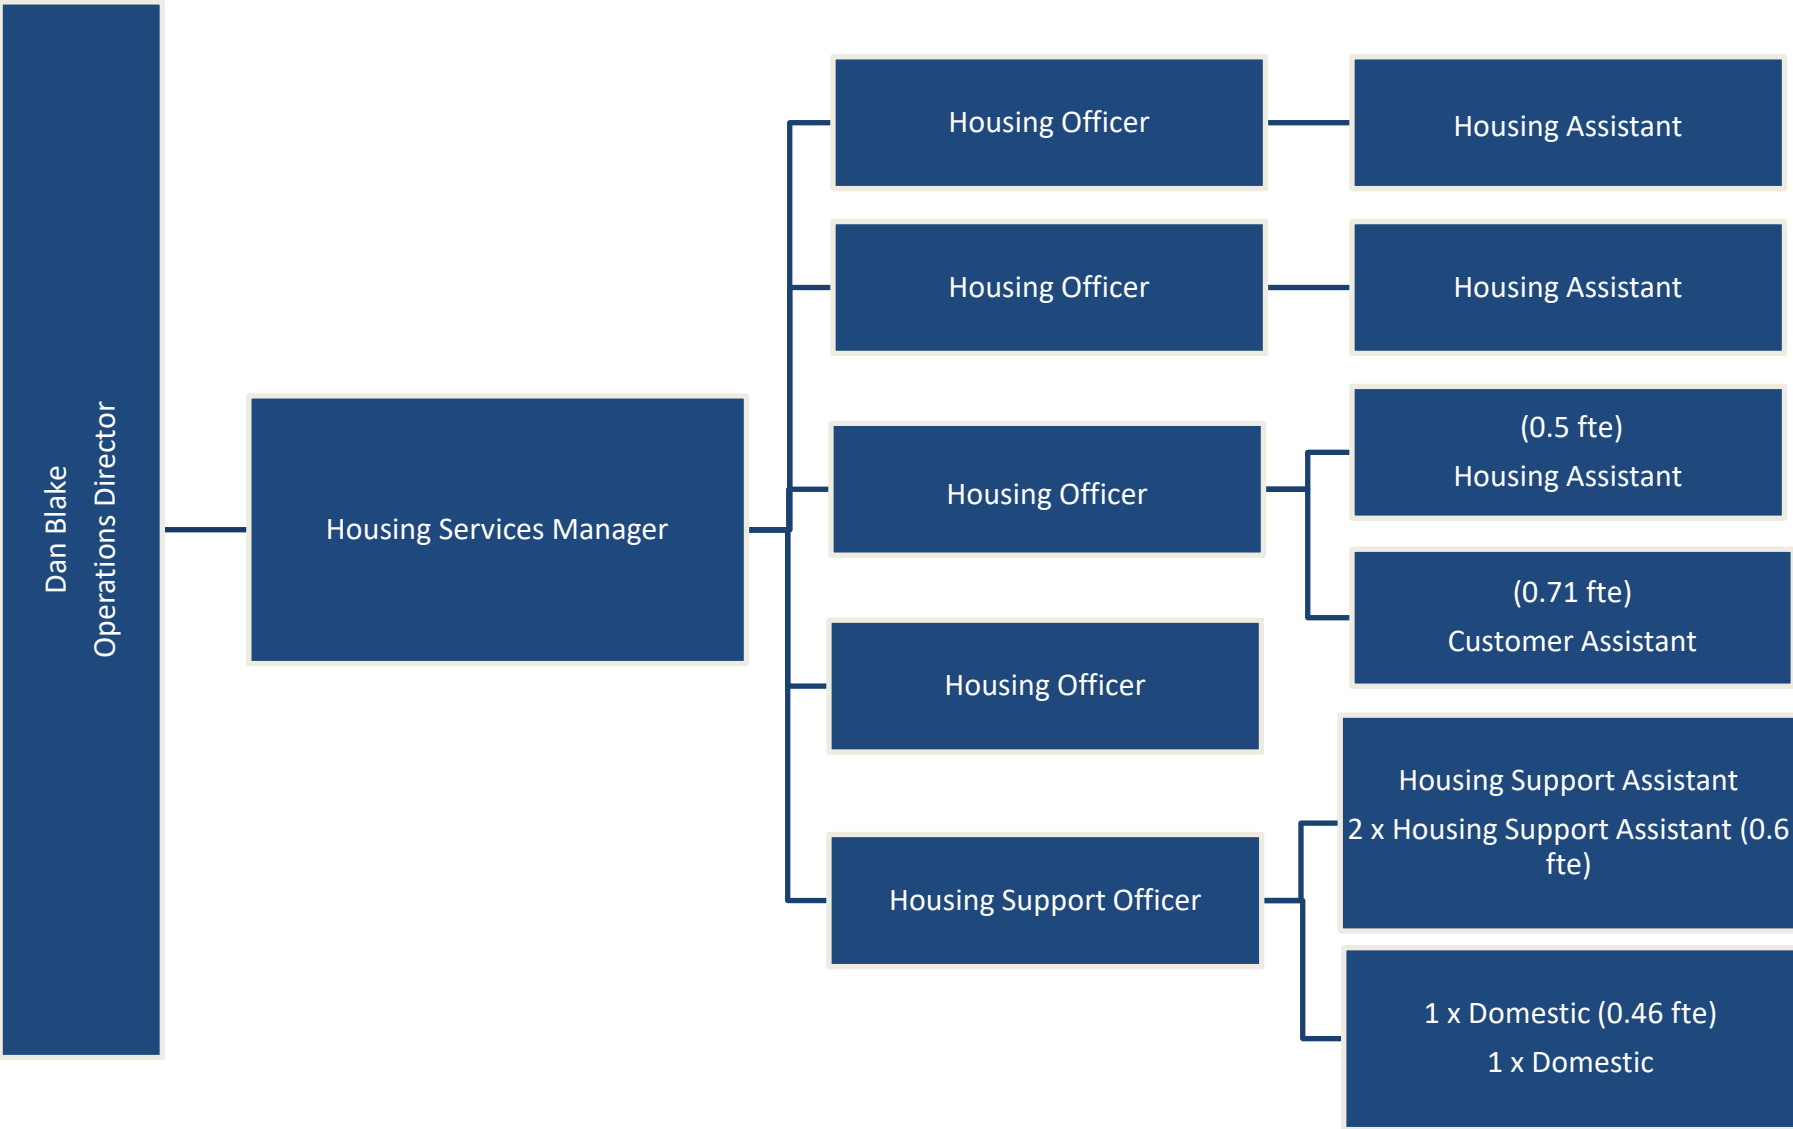 Dan Blake
Operations Director
Housing Services Manager
Housing Officer
Housing Assistant
Housing Officer
Housing Assistant
Housing Officer
(0.5 fte)
Housing Assistant
(0.71 fte)
Customer Assistant
Housing Officer
Housing Support Officer
Housing Support Assistant
2 x Housing Support Assistant (0.6
fte)
1 x Domestic (0.46 fte)
1 x Domestic